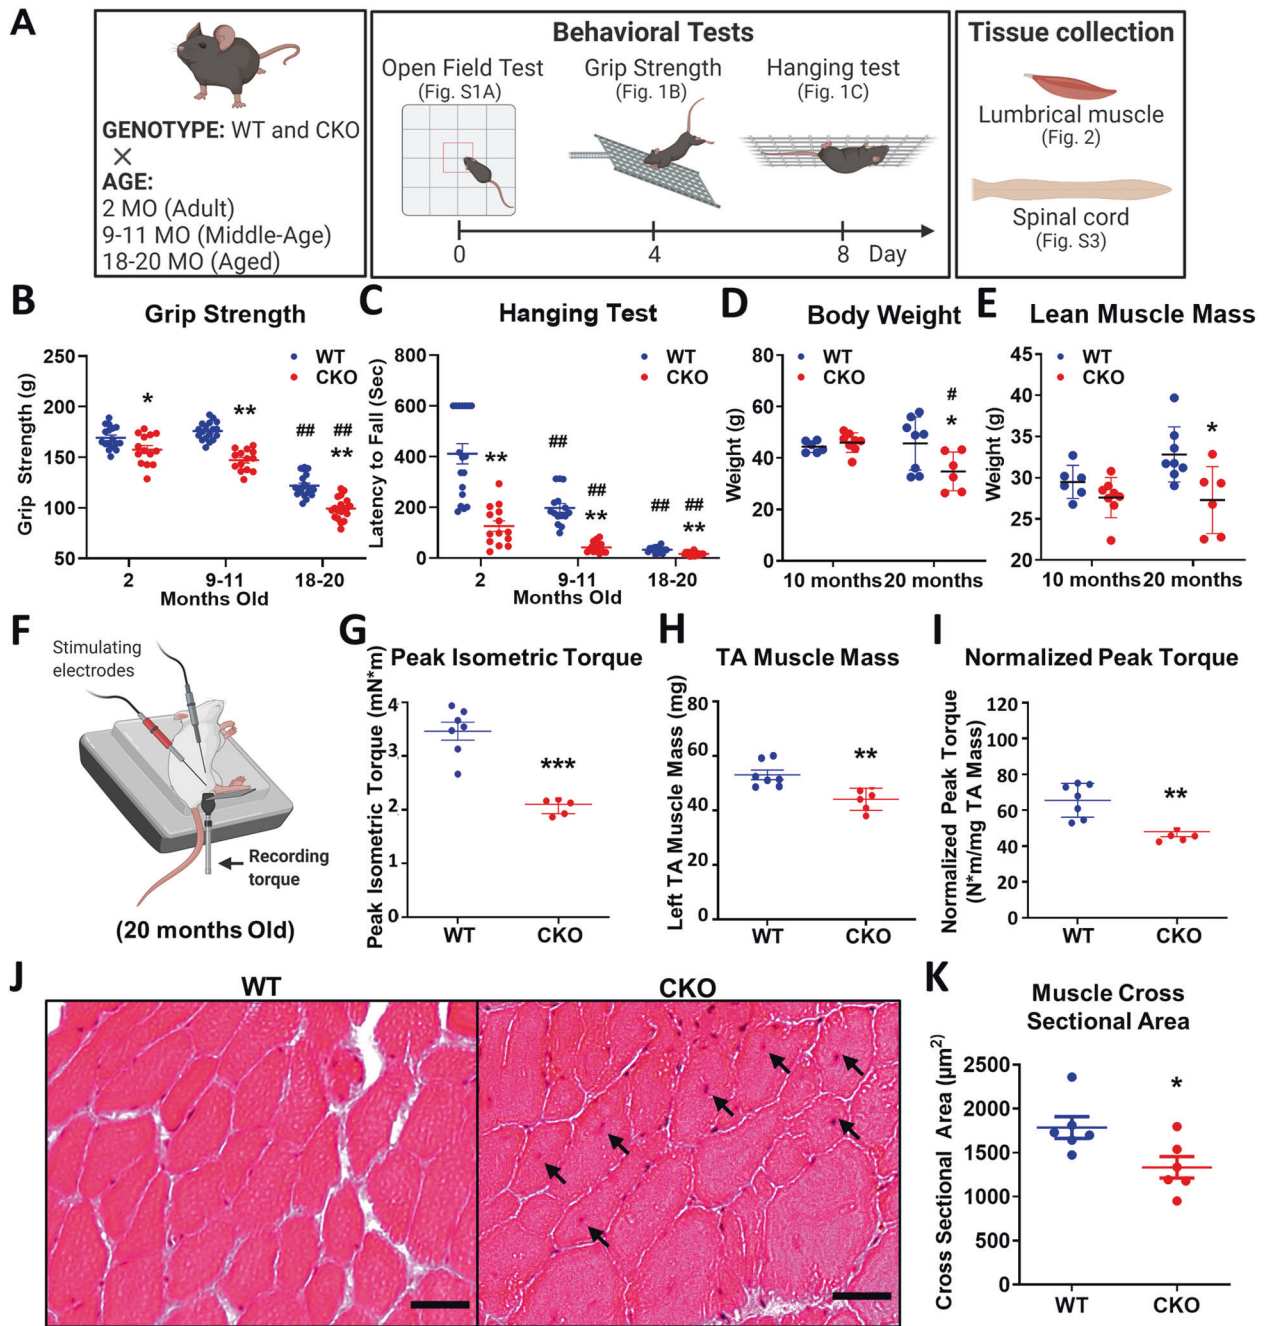 A
GENOTYPE: WT and CKO
×
AGE:
2 MO (Adult)
9-11 MO (Middle-Age)
18-20 MO (Aged)
Behavioral Tests
Open Field Test
(Fig. S1A)
Grip Strength
(Fig. 1B)
Hanging test
(Fig. 1C)
0 4 8 Day
Tissue collection
Lumbrical muscle
(Fig. 2)
Spinal cord
(Fig. S3)
B
Grip Strength
Grip Strength (g)
250
200
150
100
50
WT
CKO
*
**
##
##
**
2 9-11 18-20
Months Old
C
Hanging Test
Latency to Fall (Sec)
800
600
400
200
0
WT
CKO
**
##
##
**
##
##
**
2 9-11 18-20
Months Old
D
Body Weight
Weight (g)
80
60
40
20
0
WT
CKO
#
*
10 months 20 months
E
Lean Muscle Mass
Weight (g)
45
40
35
30
25
20
WT
CKO
*
10 months 20 months
F
Stimulating
electrodes
Recording
torque
(20 months Old)
G
Peak Isometric Torque
Peak Isometric Torque (mN*m)
4
3
2
1
0
***
WT CKO
H
TA Muscle Mass
Left TA Muscle Mass (mg)
80
60
40
20
0
**
WT CKO
I
Normalized Peak Torque
Normalized Peak Torque
(N*m/mg TA Mass)
120
100
80
60
40
20
0
**
WT CKO
J
WT
CKO
K
Muscle Cross
Sectional Area
Cross Sectional Area (µm²)
2500
2000
1500
1000
500
0
*
WT CKO